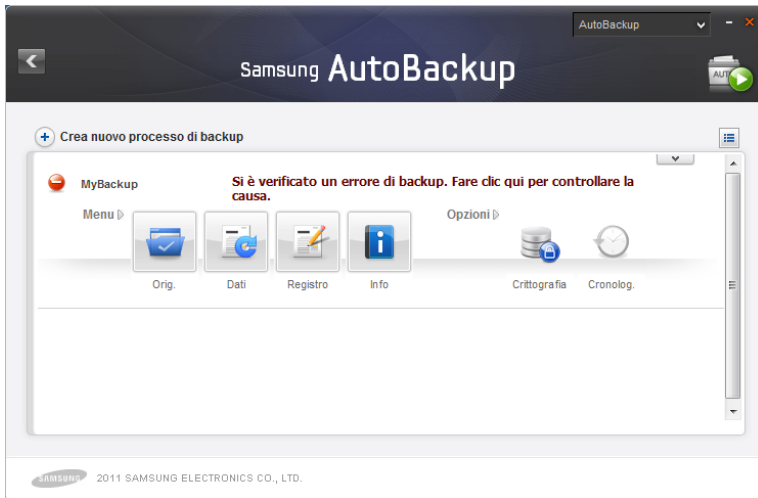 AutoBackup
Samsung AutoBackup
AUT
Crea nuovo processo di backup
MyBackup
Si è verificato un errore di backup. Fare clic qui per controllare la
causa.
Menu
Opzioni
Orig.
Dati
Registro
Info
Crittografia
Cronolog.
SAMSUNG 2011 SAMSUNG ELECTRONICS CO., LTD.